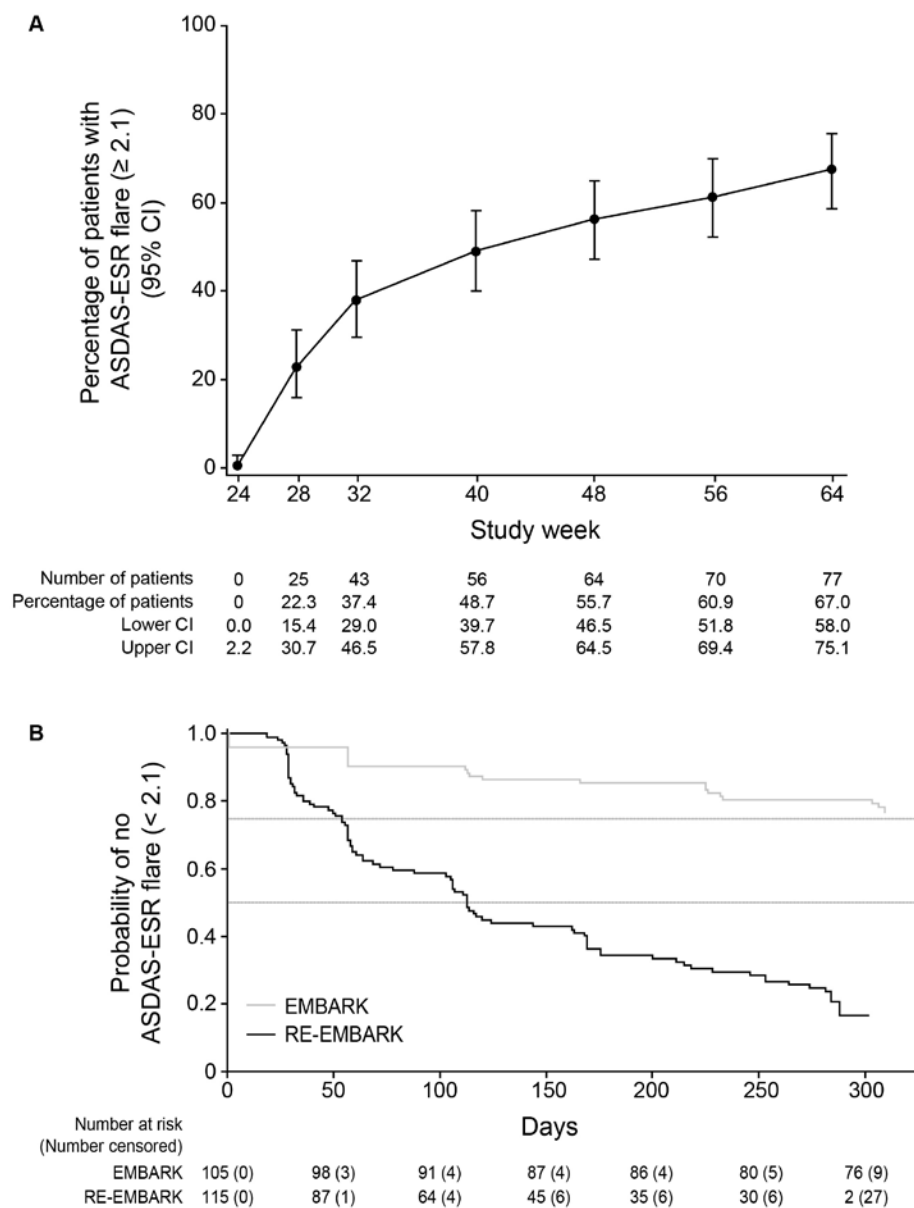 A
Percentage of patients with
ASDAS-ESR flare (≥ 2.1)
(95% CI)
100
80
60
40
20
0
24 28 32 40 48 56 64
Study week
Number of patients 0 25 43 56 64 70 77
Percentage of patients 0 22.3 37.4 48.7 55.7 60.9 67.0
Lower CI 0.0 15.4 29.0 39.7 46.5 51.8 58.0
Upper CI 2.2 30.7 46.5 57.8 64.5 69.4 75.1
B
Probability of no
ASDAS-ESR flare (< 2.1)
1.0
0.8
0.6
0.4
0.2
0
EMBARK
RE-EMBARK
0 50 100 150 200 250 300
Days
Number at risk
(Number censored)
EMBARK 105 (0) 98 (3) 91 (4) 87 (4) 86 (4) 80 (5) 76 (9)
RE-EMBARK 115 (0) 87 (1) 64 (4) 45 (6) 35 (6) 30 (6) 2 (27)